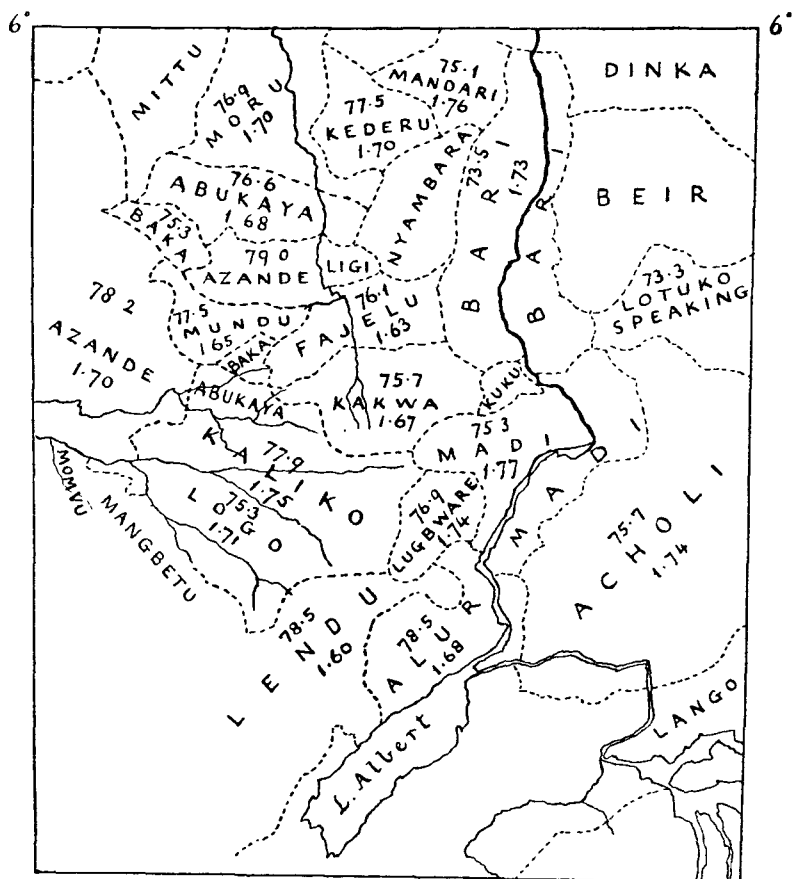 6°
6°
MITTU
76.9
MORU
1.70
75.1
MANDARI
1.76
77.5
KEDERU
1.70
DINKA
NYAMBARA
73.5
BARI
1.73
BARI
BEIR
76.6
ABUKAYA
1.68
75.3
BAKA
79 0
AZANDE
LIGI
73.3
LOTUKO
SPEAKING
78 2
AZANDE
1.70
77.5
MUNDU
1 65
76.1
FAJELU
1.63
BAKA
ABUKAYA
75.7
KAKWA
1.67
KUKU
75 3
MADI
1.77
MADI
KALIKO
77.9
1.75
LOGO
75.3
1.71
MOMVU
MANGBETU
76.9
LUGBWARE
1.74
75.7
ACHOLI
1.74
LENDU
78.5
1.60
78.5
ALUR
1.68
L. Albert
LANGO